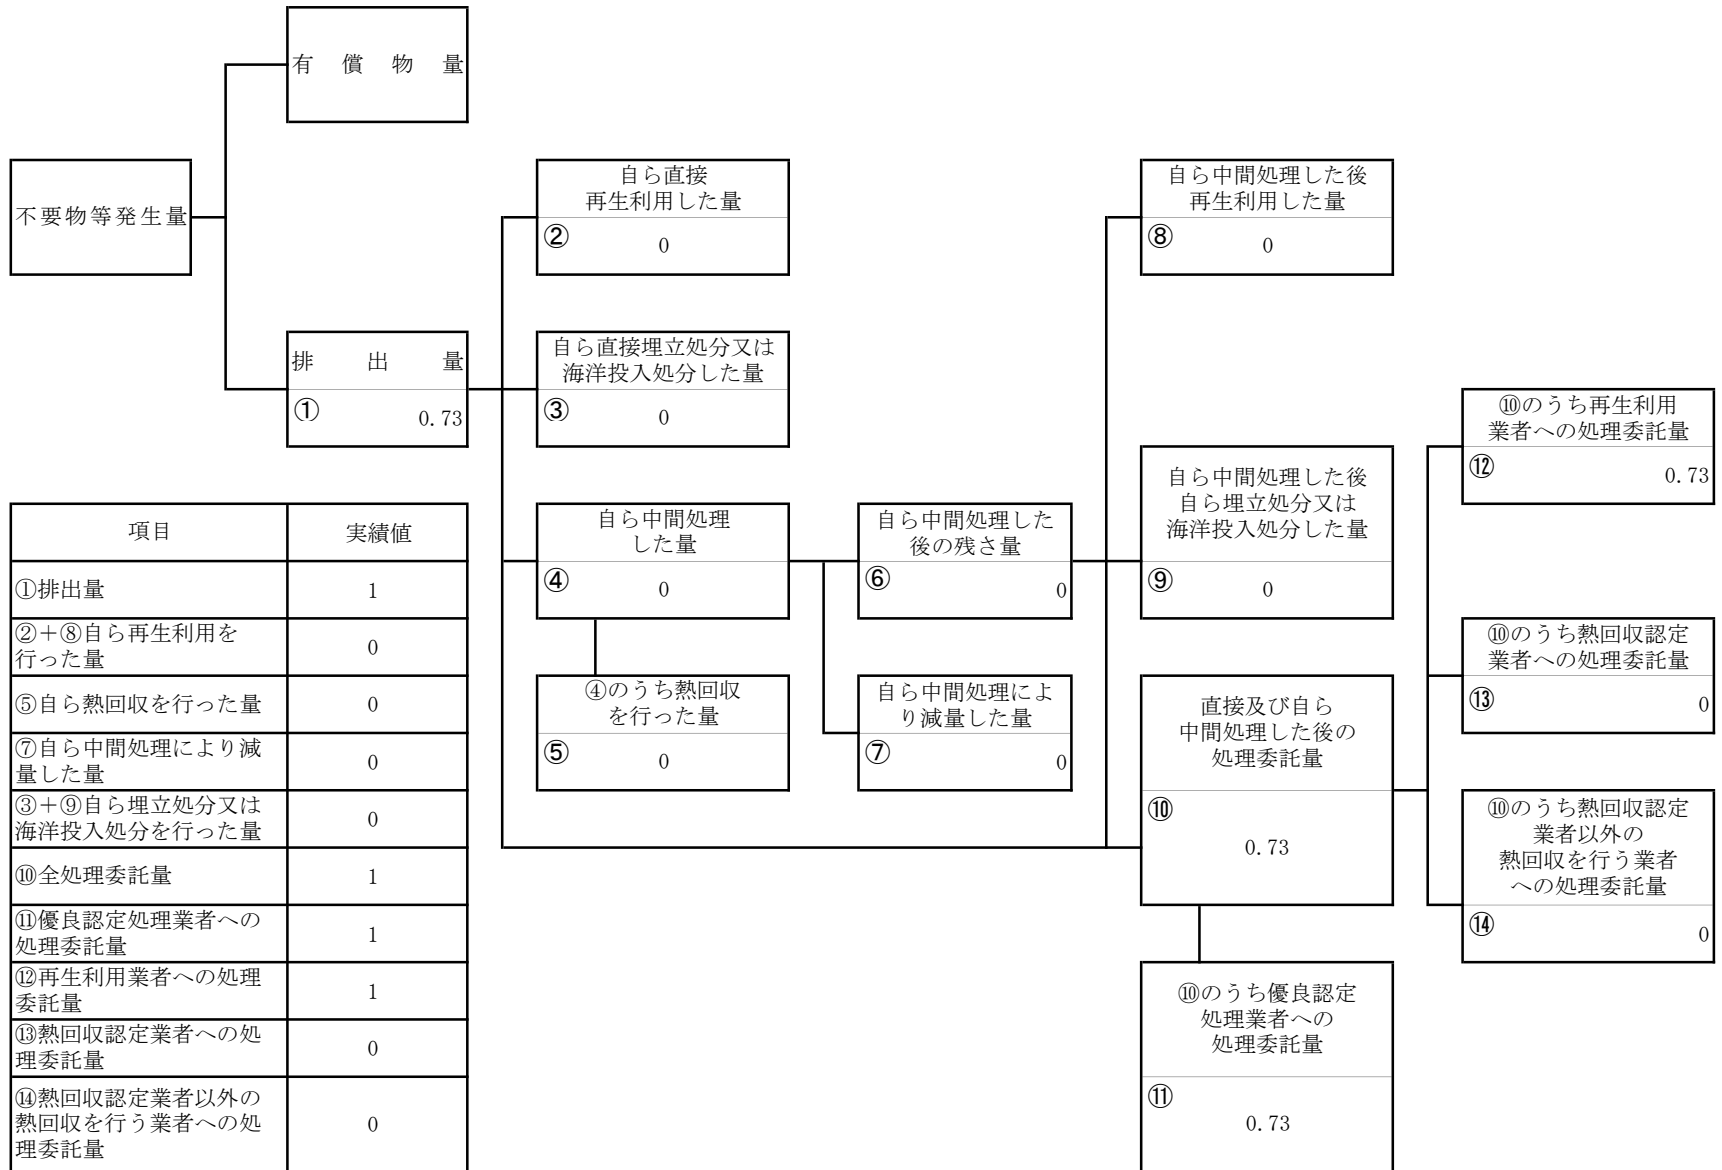 有償物量
不要物等発生量
排出量
①
0.73
自ら直接
再生利用した量
②
0
自ら直接埋立処分又は
海洋投入処分した量
③
0
自ら中間処理
した量
④
0
④のうち熱回収
を行った量
⑤
0
自ら中間処理した
後の残さ量
⑥
0
自ら中間処理によ
り減量した量
⑦
0
自ら中間処理した後
再生利用した量
⑧
0
自ら中間処理した後
自ら埋立処分又は
海洋投入処分した量
⑨
0
直接及び自ら
中間処理した後の
処理委託量
⑩
0.73
⑩のうち優良認定
処理業者への
処理委託量
⑪
0.73
⑩のうち再生利用
業者への処理委託量
⑫
0.73
⑩のうち熱回収認定
業者への処理委託量
⑬
0
⑩のうち熱回収認定
業者以外の
熱回収を行う業者
への処理委託量
⑭
0
項目 実績値
①排出量 1
②＋⑧自ら再生利用を
行った量 0
⑤自ら熱回収を行った量 0
⑦自ら中間処理により減
量した量 0
③＋⑨自ら埋立処分又は
海洋投入処分を行った量 0
⑩全処理委託量 1
⑪優良認定処理業者への
処理委託量 1
⑫再生利用業者への処理
委託量 1
⑬熱回収認定業者への処
理委託量 0
⑭熱回収認定業者以外の
熱回収を行う業者への処
理委託量 0